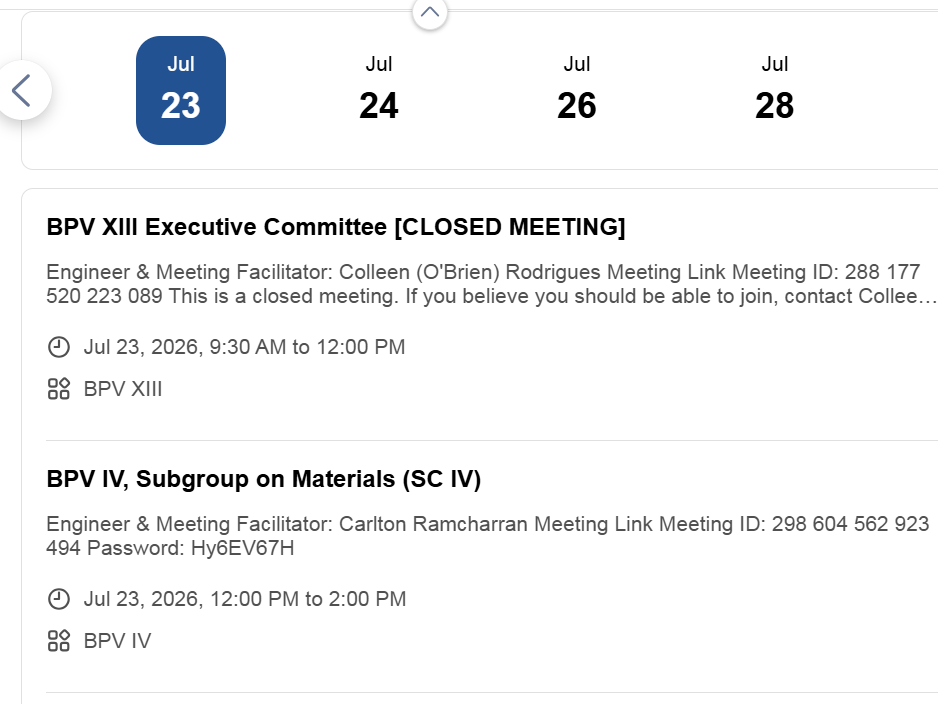 Jul
23
Jul
24
Jul
26
Jul
28
BPV XIII Executive Committee [CLOSED MEETING]
Engineer & Meeting Facilitator: Colleen (O'Brien) Rodrigues Meeting Link Meeting ID: 288 177
520 223 089 This is a closed meeting. If you believe you should be able to join, contact Collee…
Jul 23, 2026, 9:30 AM to 12:00 PM
BPV XIII
BPV IV, Subgroup on Materials (SC IV)
Engineer & Meeting Facilitator: Carlton Ramcharran Meeting Link Meeting ID: 298 604 562 923
494 Password: Hy6EV67H
Jul 23, 2026, 12:00 PM to 2:00 PM
BPV IV